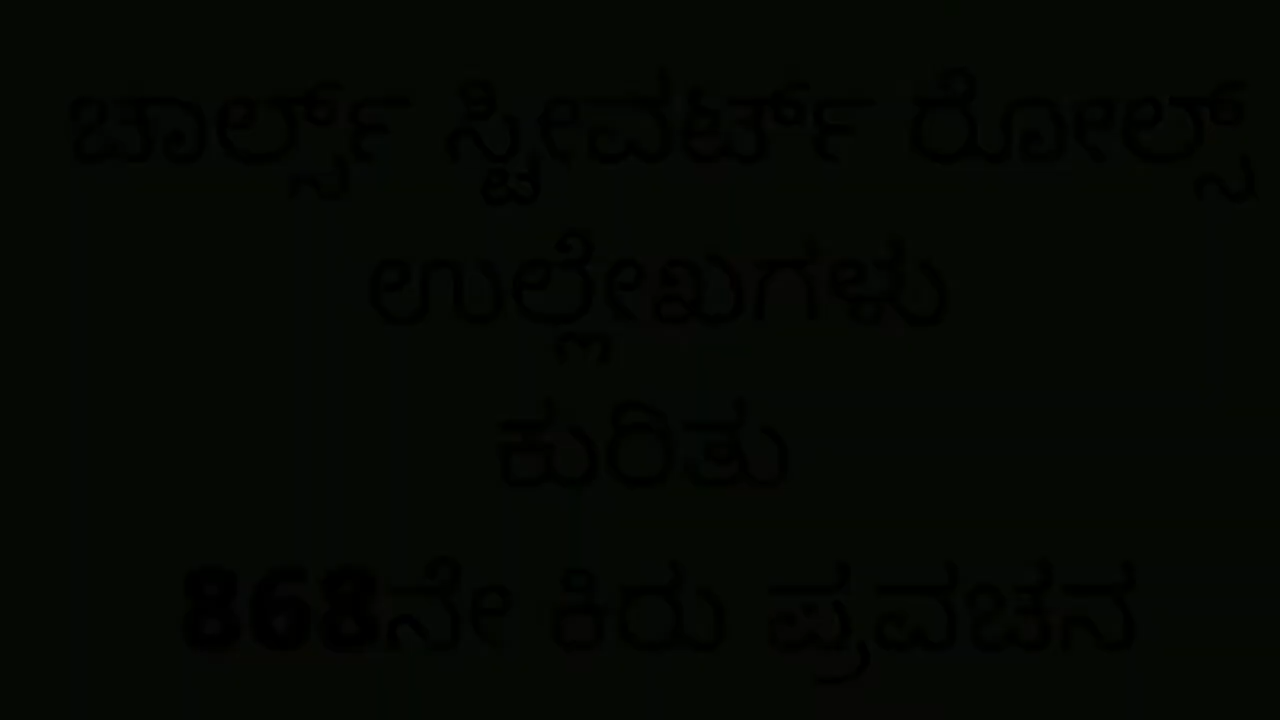 ಚಾರ್ಲ್ಸ್ ಸ್ಟೀವರ್ಟ್ ರೋಲ್ಸ್
ಉಲ್ಲೇಖಗಳು
ಕುರಿತು
868ನೇ ಕಿರು ಪ್ರವಚನ